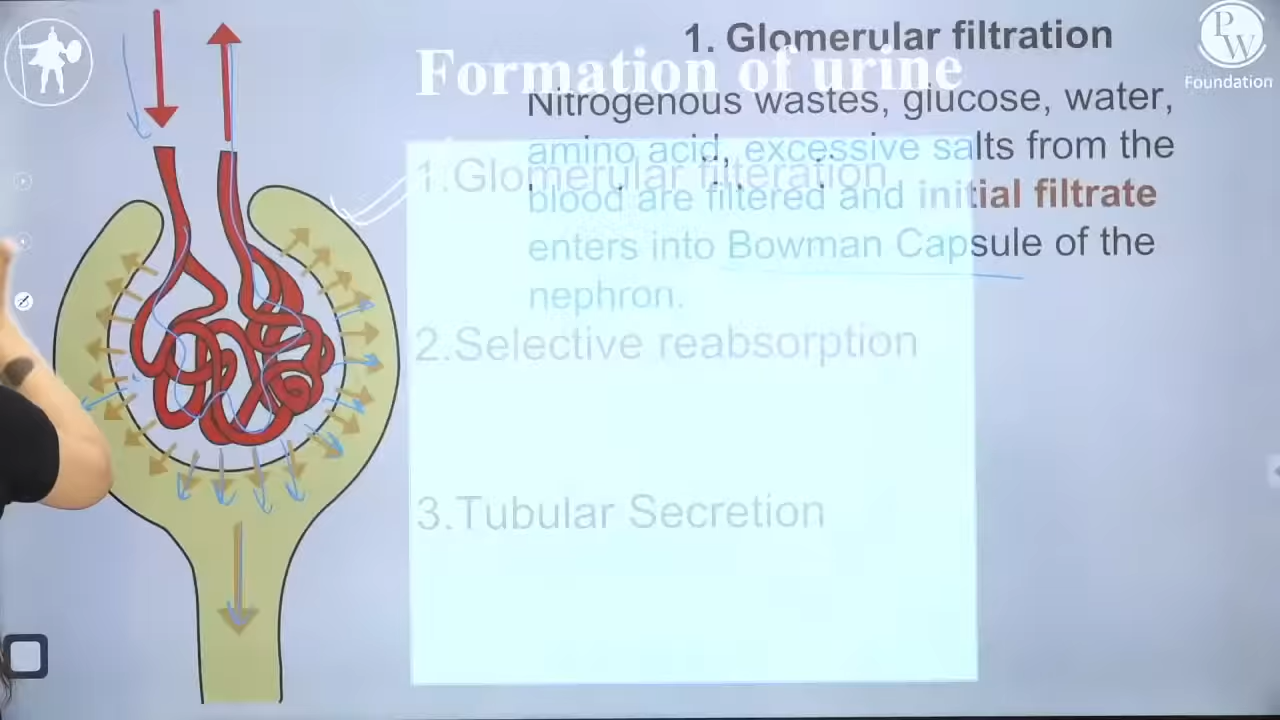 1. Glomerular filtration
Nitrogenous wastes, glucose, water,
amino acid, excessive salts from the
blood are filtered and initial filtrate
enters into Bowman Capsule of the
nephron.
Formation of urine
1.Glomerular filteration
2.Selective reabsorption
3.Tubular Secretion
PW
Foundation